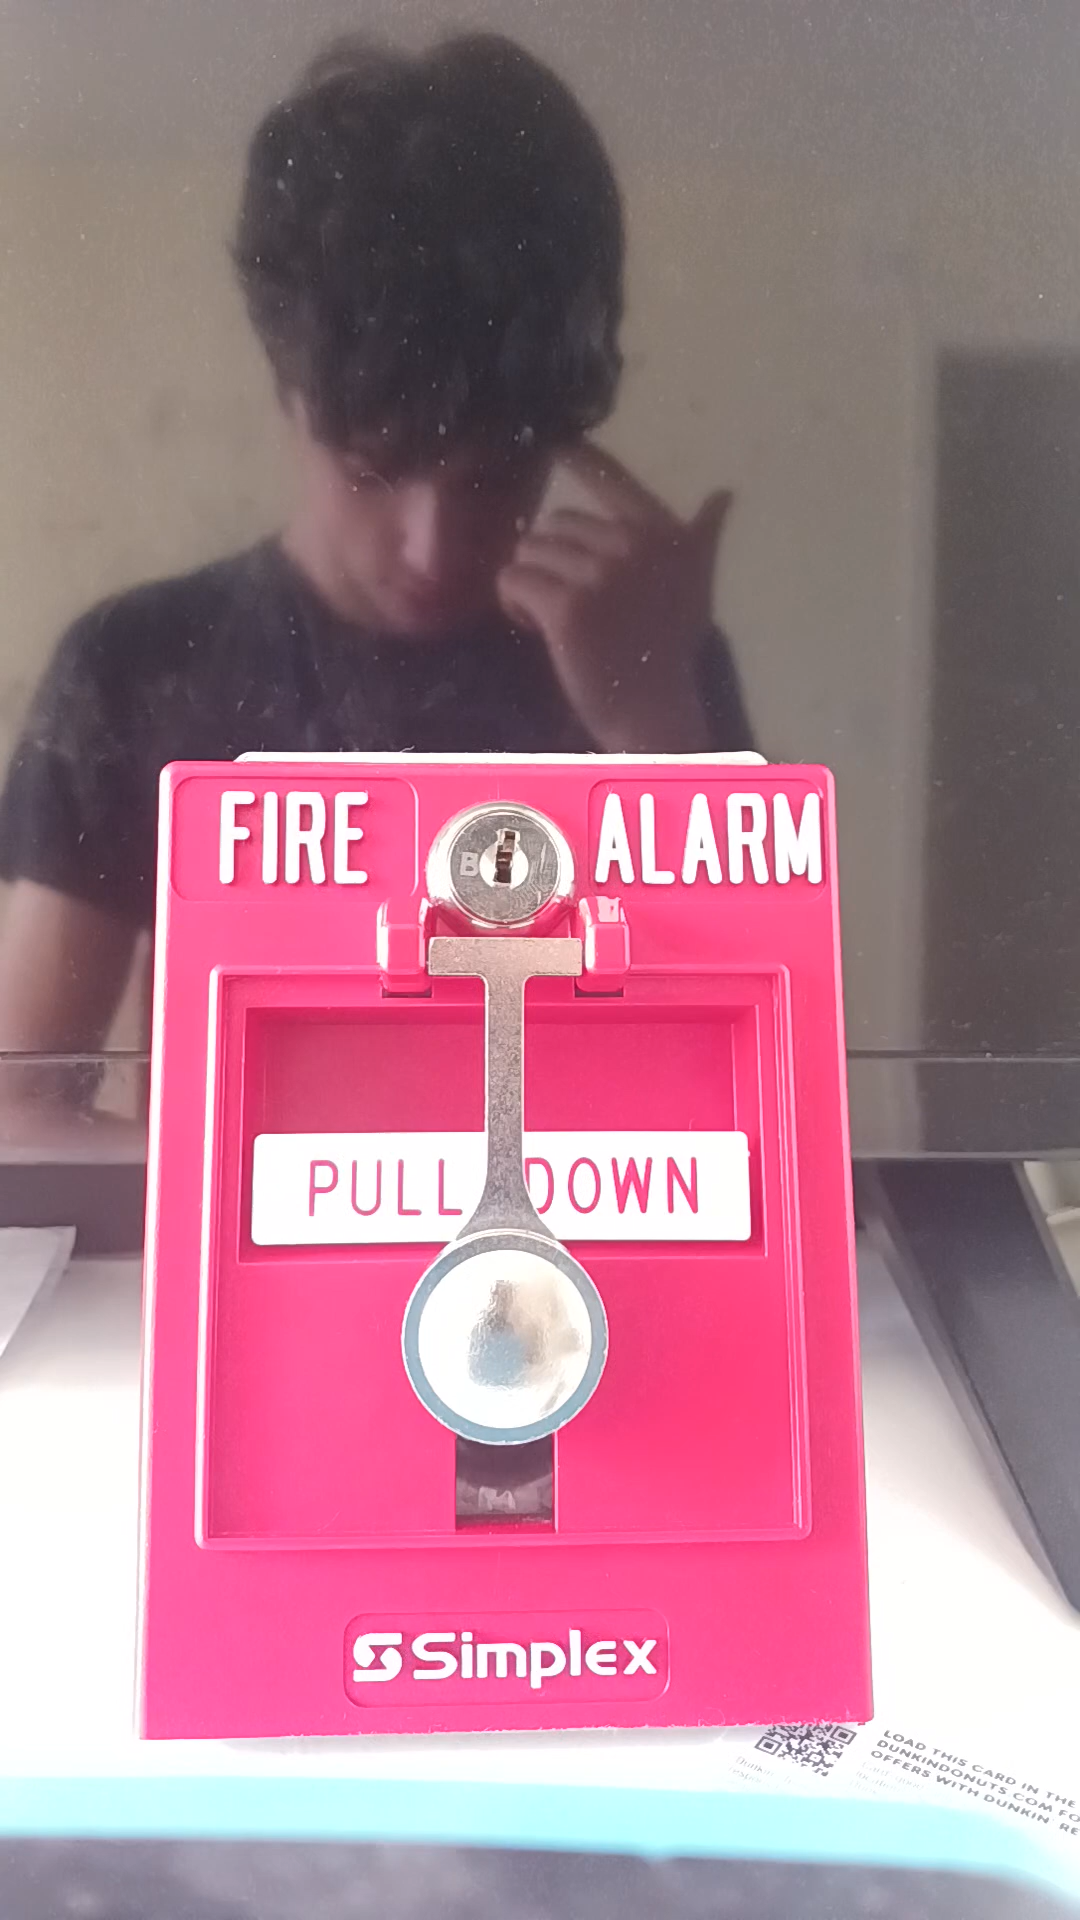 FIRE ALARM
B
PULL DOWN
Simplex
LOAD THIS CARD IN THE
DUNKINDONUTS.COM FO
OFFERS WITH DUNKIN' RE